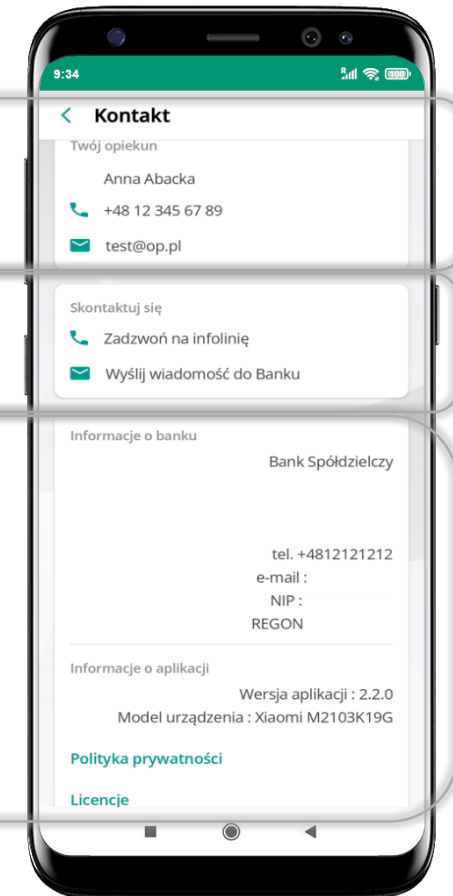 9:34
R
100
Kontakt
Twój opiekun
Anna Abacka
+48 12 345 67 89
test@op.pl
Skontaktuj się
Zadzwoń na infolinię
Wyślij wiadomość do Banku
Informacje o banku
Bank Spółdzielczy
tel. +4812121212
e-mail :
NIP :
REGON
Informacje o aplikacji
Wersja aplikacji : 2.2.0
Model urządzenia : Xiaomi M2103K19G
Polityka prywatności
Licencje